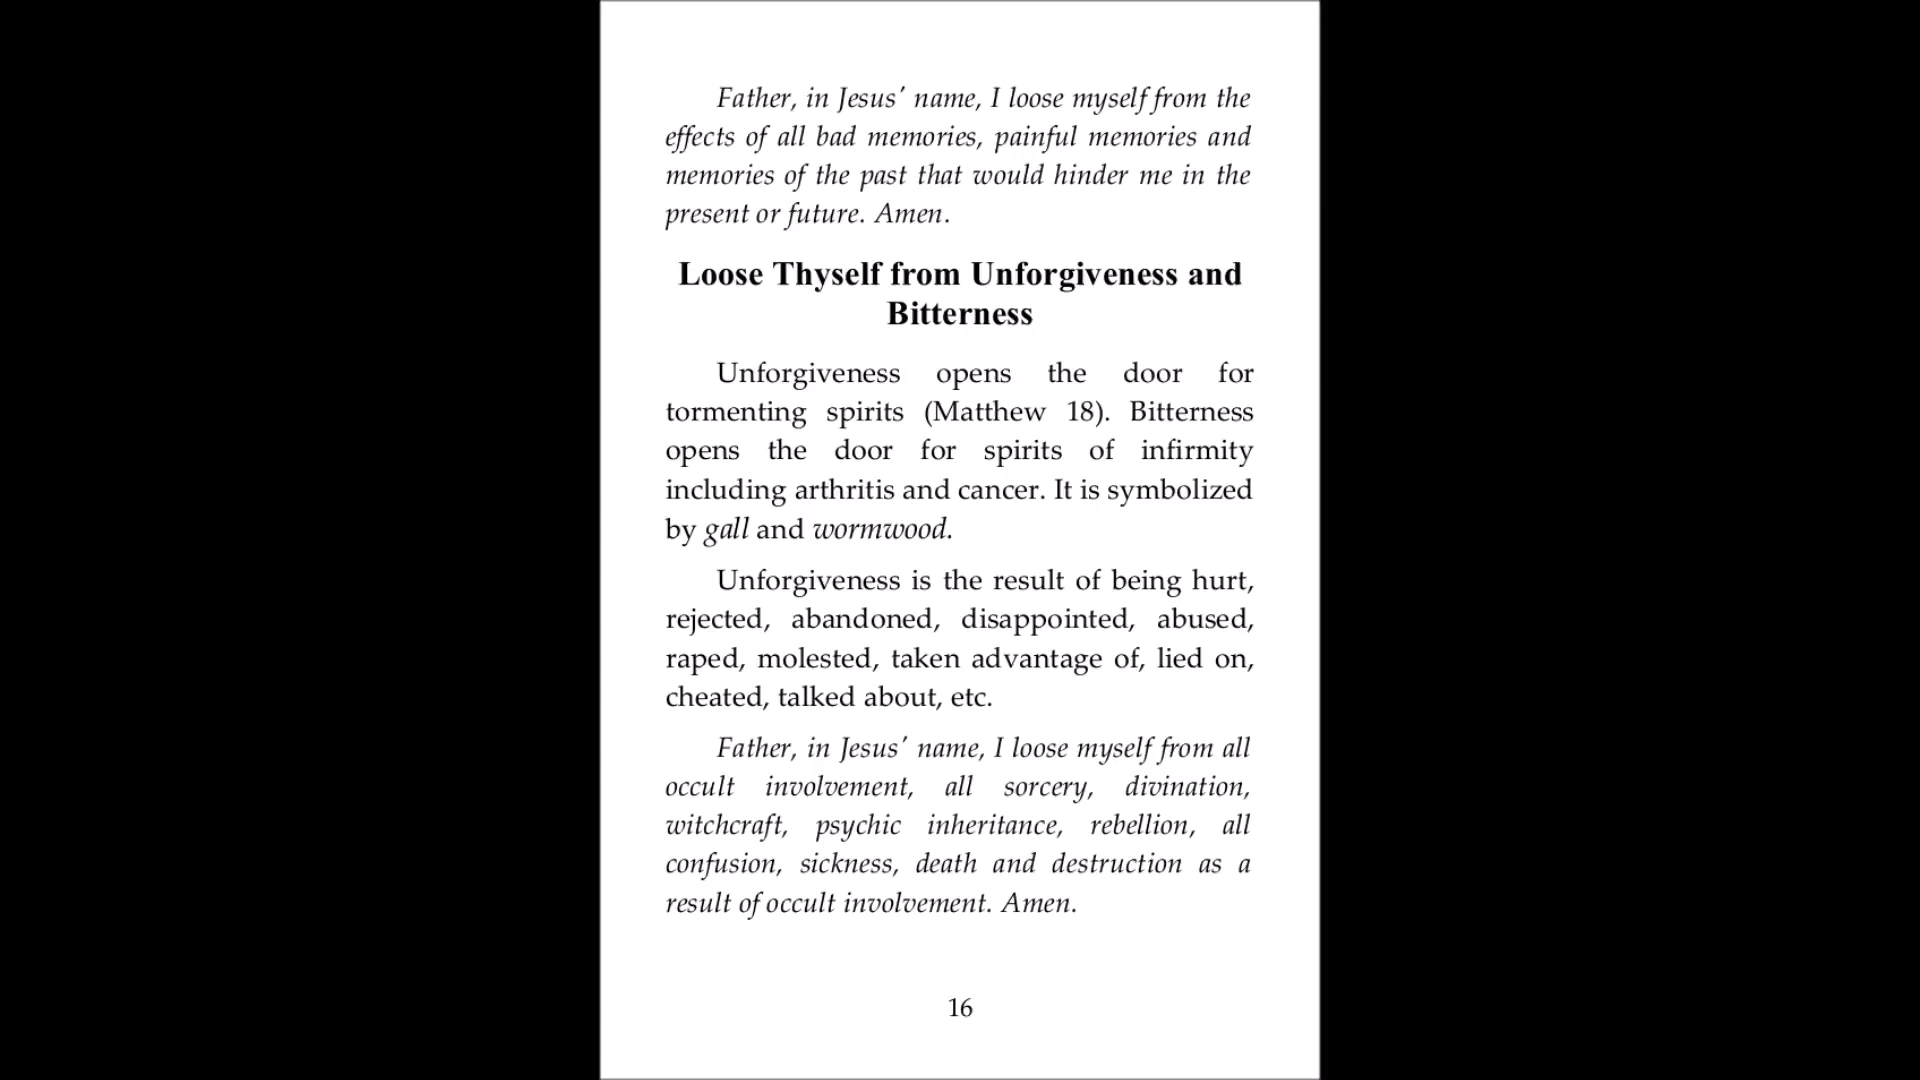 Father, in Jesus' name, I loose myself from the
effects of all bad memories, painful memories and
memories of the past that would hinder me in the
present or future. Amen.
Loose Thyself from Unforgiveness and
Bitterness
Unforgiveness opens the door for
tormenting spirits (Matthew 18). Bitterness
opens the door for spirits of infirmity
including arthritis and cancer. It is symbolized
by gall and wormwood.
Unforgiveness is the result of being hurt,
rejected, abandoned, disappointed, abused,
raped, molested, taken advantage of, lied on,
cheated, talked about, etc.
Father, in Jesus' name, I loose myself from all
occult involvement, all sorcery, divination,
witchcraft, psychic inheritance, rebellion, all
confusion, sickness, death and destruction as a
result of occult involvement. Amen.
16